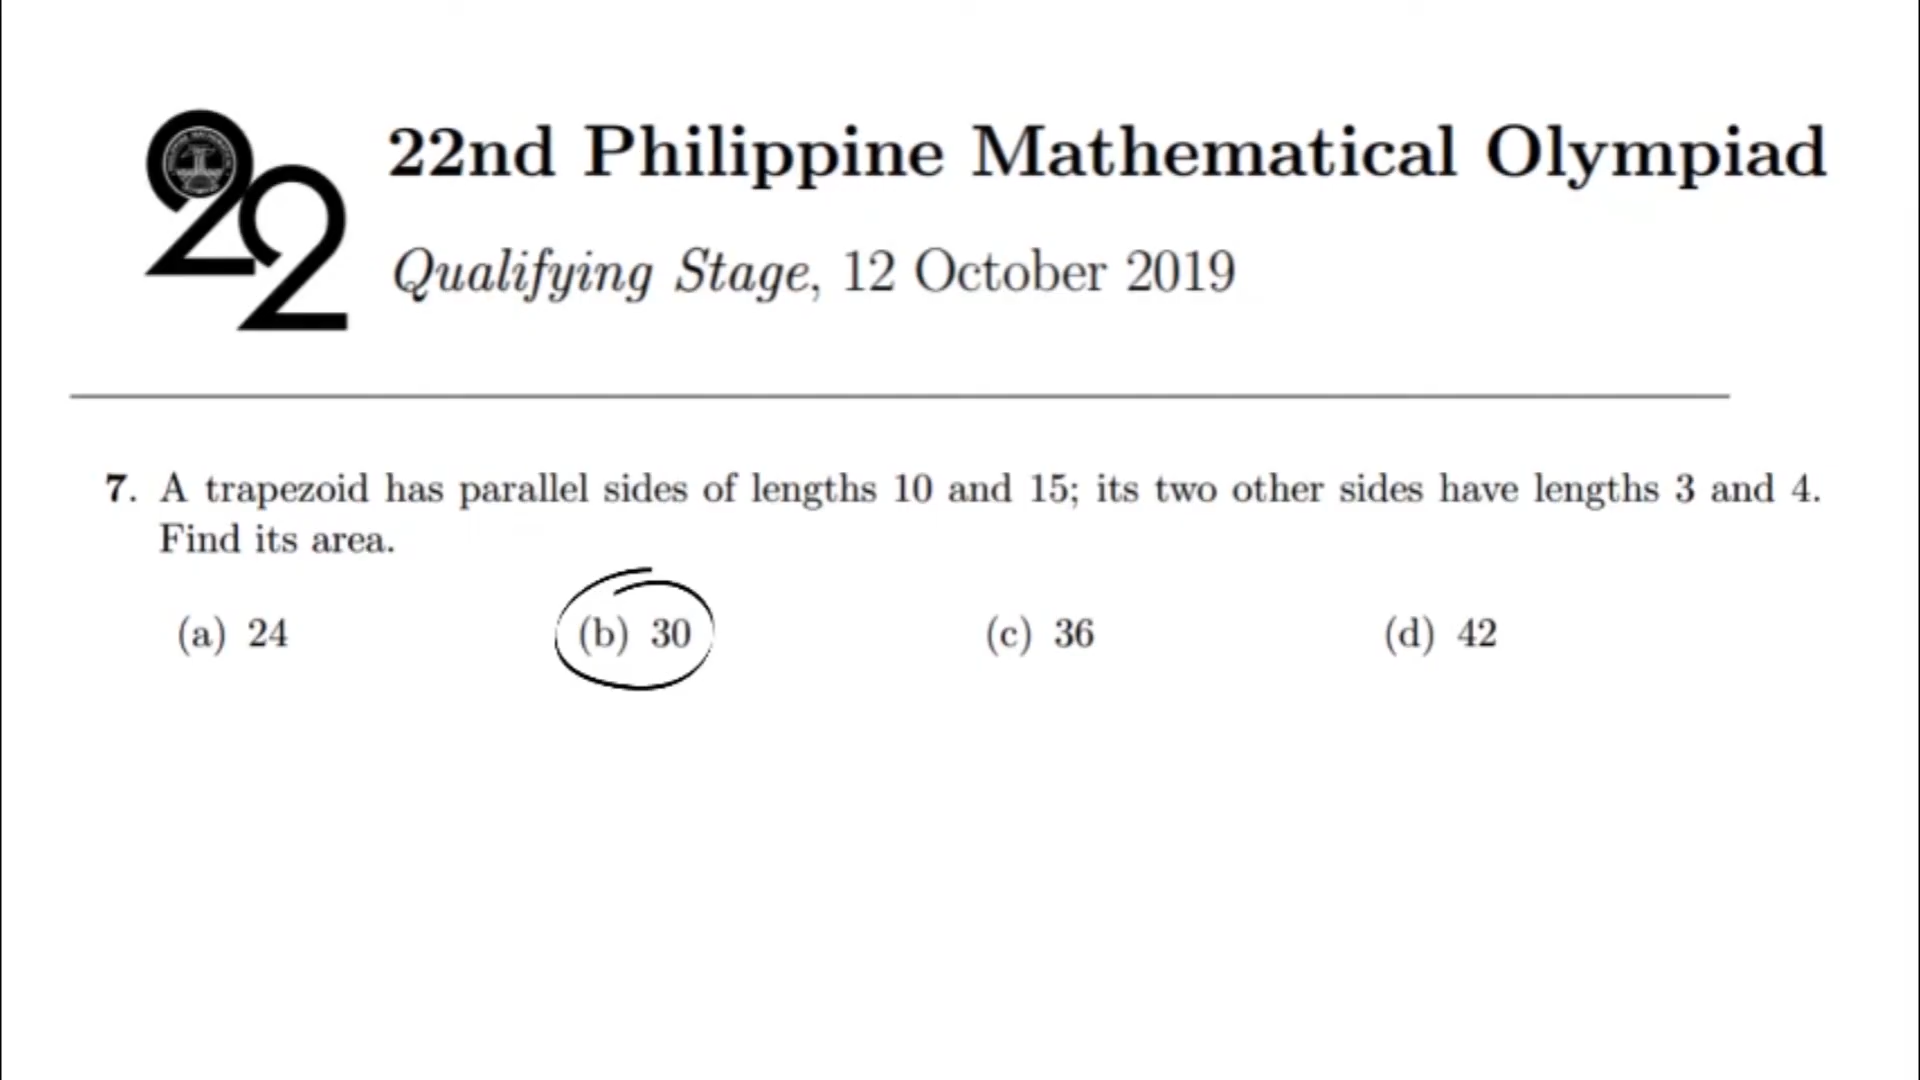 22
22nd Philippine Mathematical Olympiad
Qualifying Stage, 12 October 2019
7. A trapezoid has parallel sides of lengths 10 and 15; its two other sides have lengths 3 and 4.
Find its area.
(a) 24 (b) 30 (c) 36 (d) 42